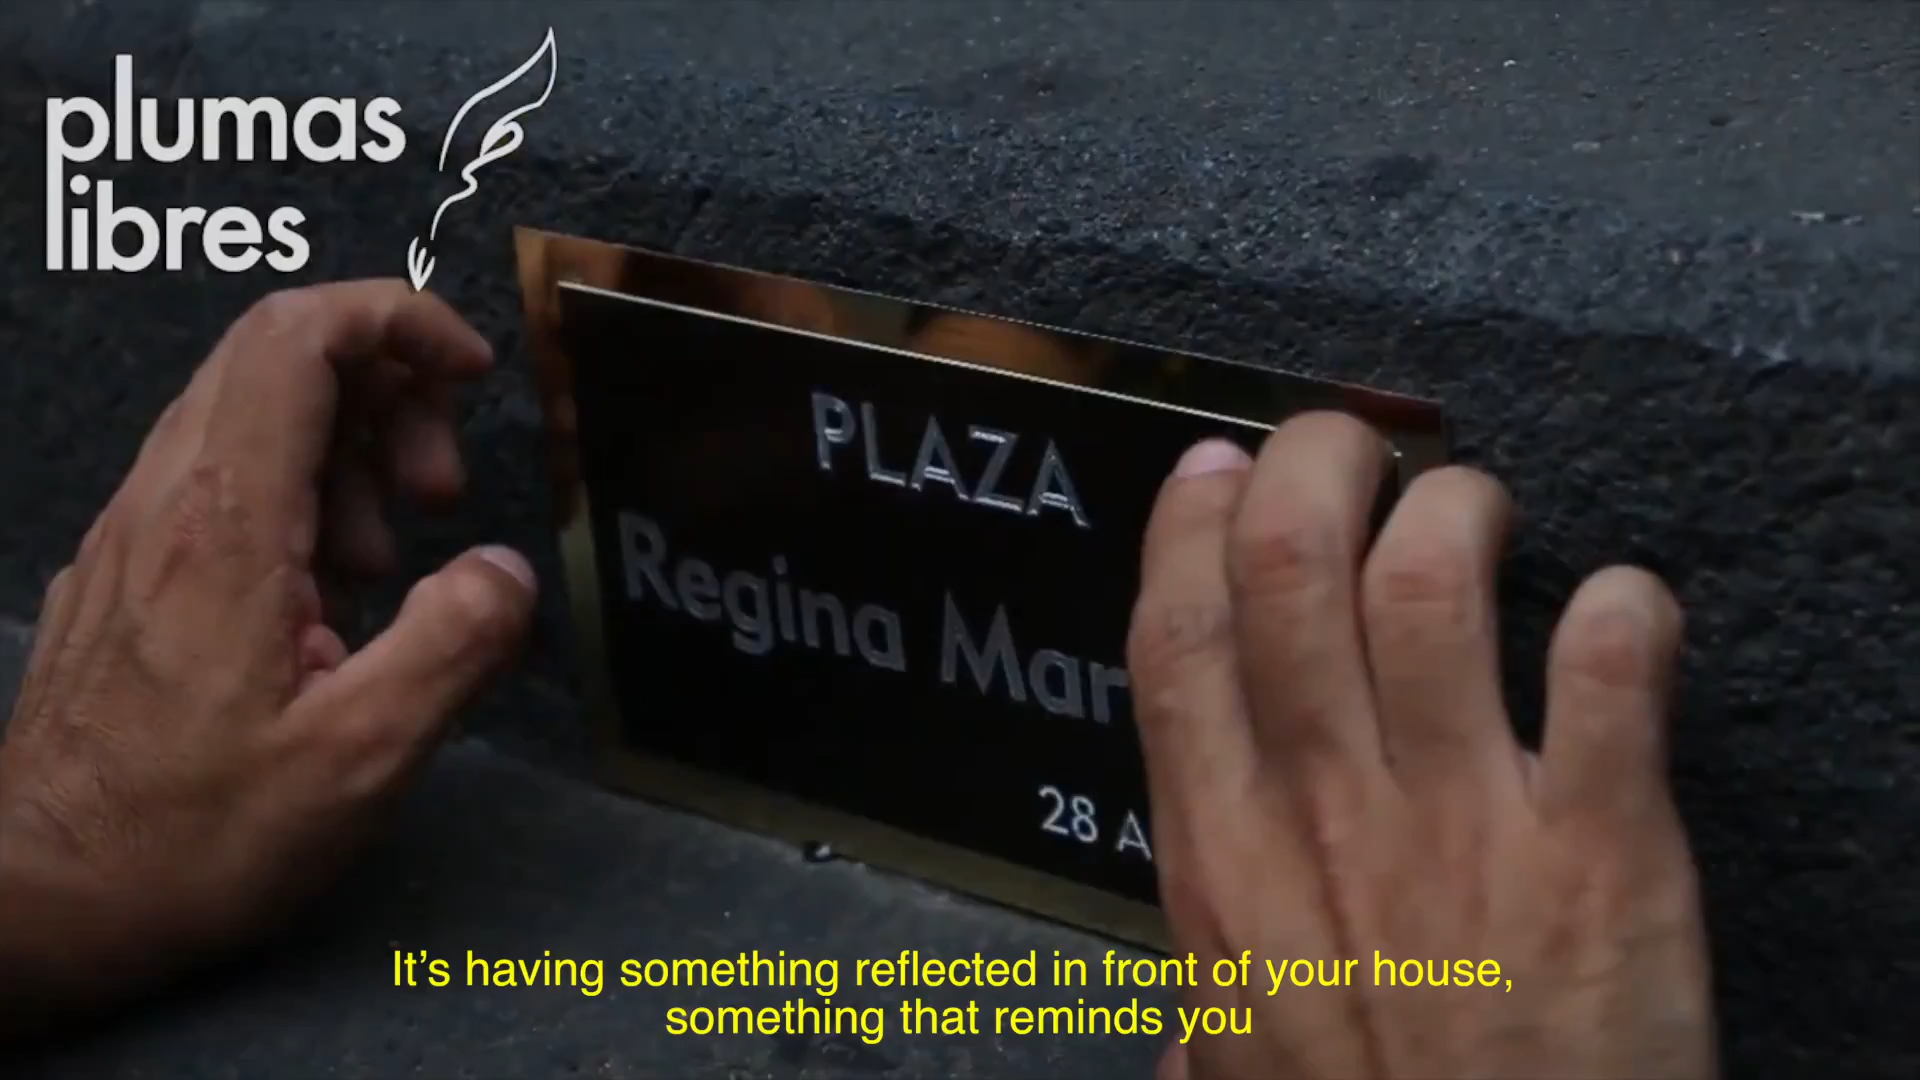 plumas
libres
PLAZA
Regina Mar
28 A
It's having something reflected in front of your house,
something that reminds you